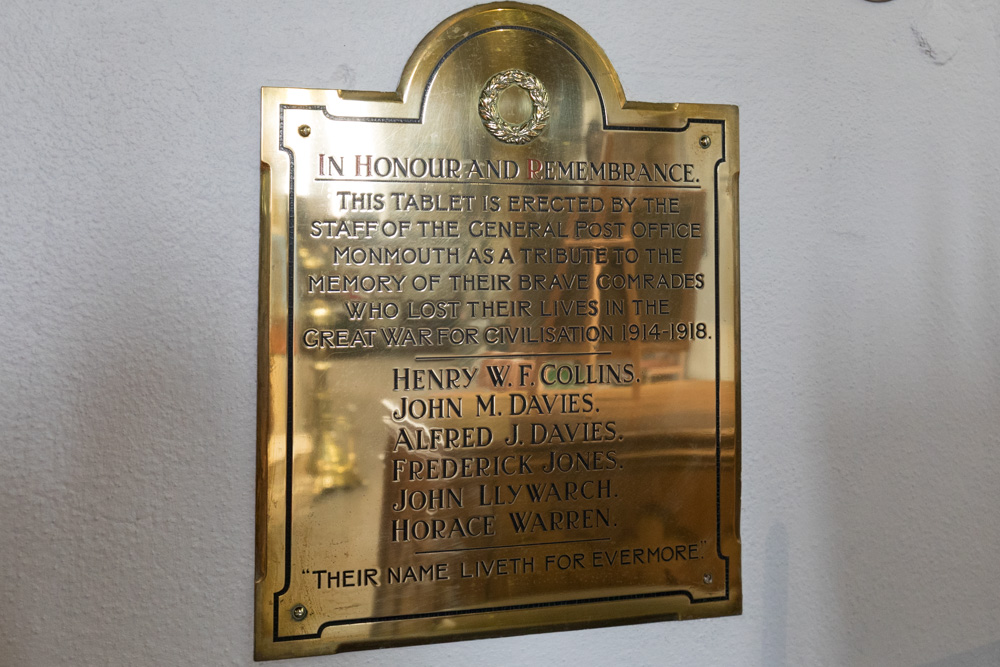 IN HONOUR AND REMEMBRANCE.
THIS TABLET IS ERECTED BY THE
STAFF OF THE GENERAL POST OFFICE
MONMOUTH AS A TRIBUTE TO THE
MEMORY OF THEIR BRAVE COMRADES
WHO LOST THEIR LIVES IN THE
GREAT WAR FOR CIVILISATION 1914-1918.
HENRY W. F. COLLINS.
JOHN M. DAVIES.
ALFRED J. DAVIES.
FREDERICK JONES.
JOHN LLYWARCH.
HORACE WARREN.
"THEIR NAME LIVETH FOR EVERMORE."